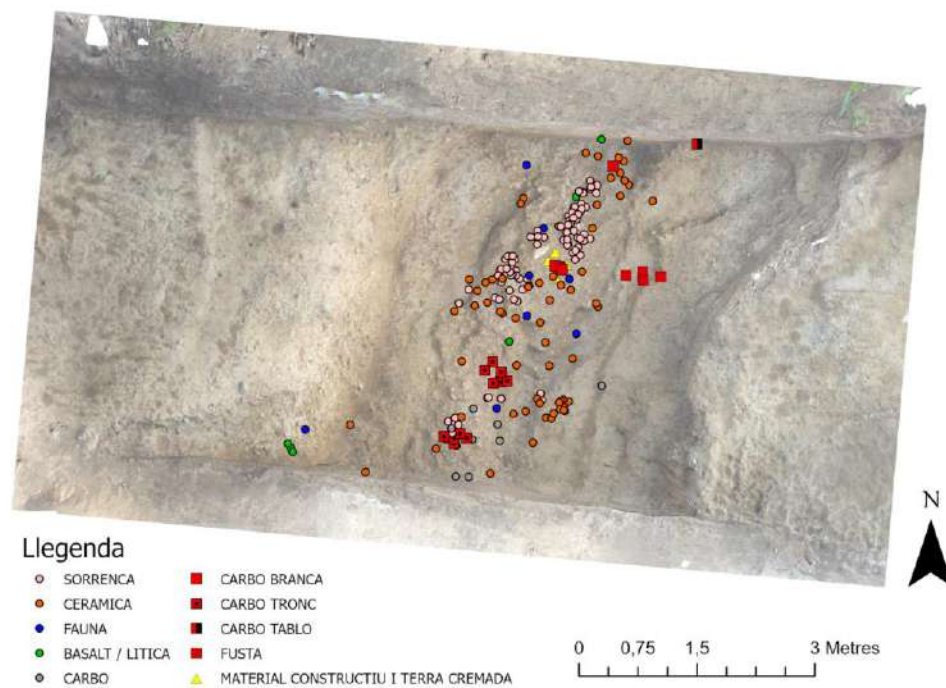 N
Llegenda
SORRENCA
CERAMICA
FAUNA
BASALT / LITICA
CARBO
CARBO BRANCA
CARBO TRONC
CARBO TABLO
FUSTA
MATERIAL CONSTRUCTIU I TERRA CREMADA
0 0,75 1,5 3 Metres